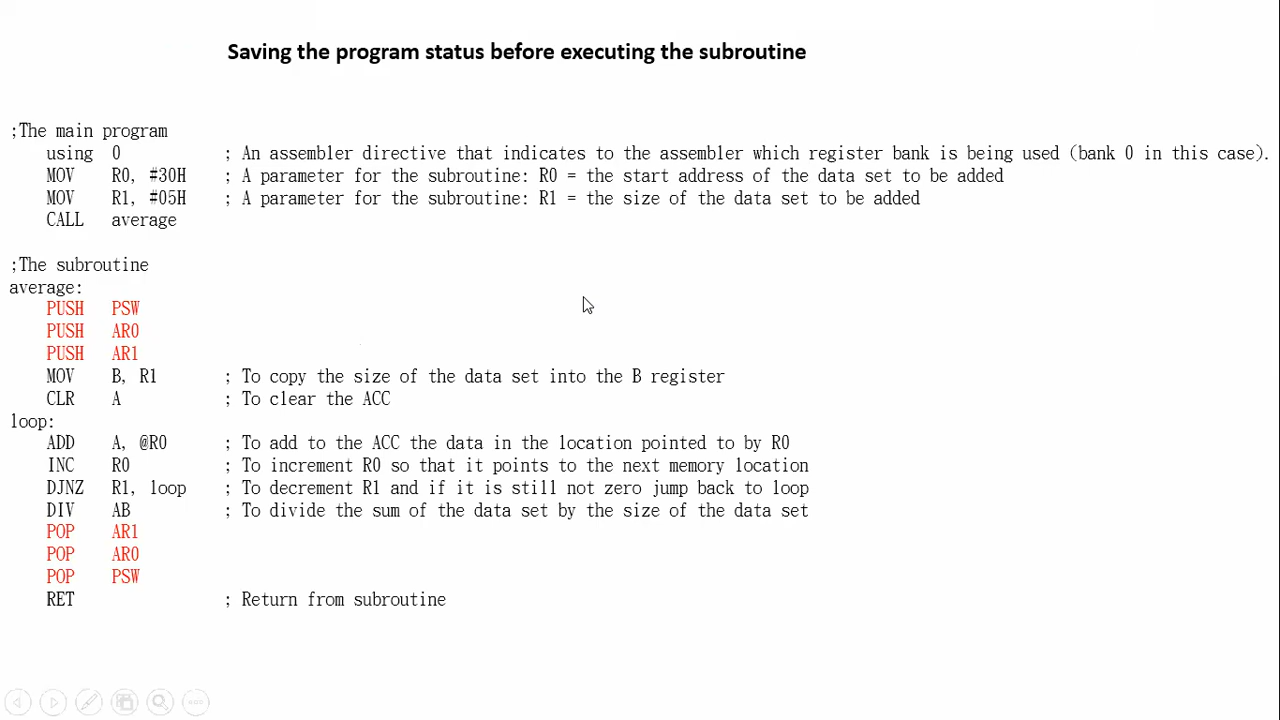 Saving the program status before executing the subroutine
;The main program
using 0 ; An assembler directive that indicates to the assembler which register bank is being used (bank 0 in this case).
MOV R0, #30H ; A parameter for the subroutine: R0 = the start address of the data set to be added
MOV R1, #05H ; A parameter for the subroutine: R1 = the size of the data set to be added
CALL average
;The subroutine
average:
PUSH PSW
PUSH AR0
PUSH AR1
MOV B, R1 ; To copy the size of the data set into the B register
CLR A ; To clear the ACC
loop:
ADD A, @R0 ; To add to the ACC the data in the location pointed to by R0
INC R0 ; To increment R0 so that it points to the next memory location
DJNZ R1, loop ; To decrement R1 and if it is still not zero jump back to loop
DIV AB ; To divide the sum of the data set by the size of the data set
POP AR1
POP AR0
POP PSW
RET ; Return from subroutine